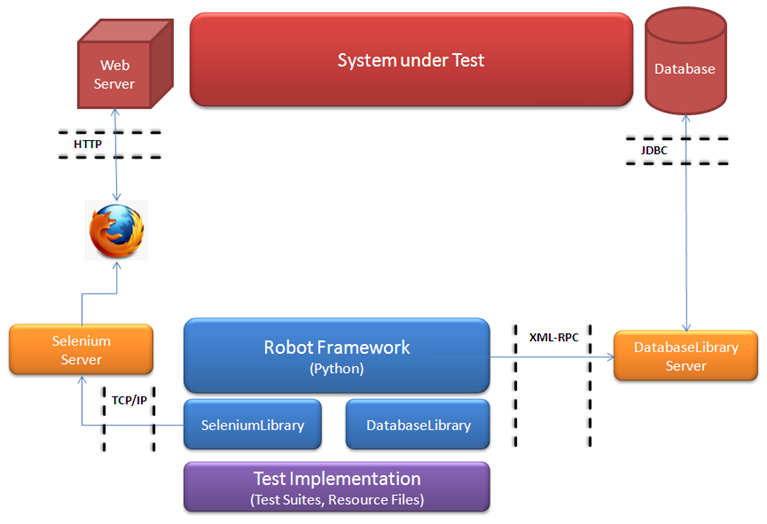 Web
Server
System under Test
Database
HTTP
JDBC
Selenium
Server
Robot Framework
(Python)
XML-RPC
DatabaseLibrary
Server
TCP/IP
SeleniumLibrary
DatabaseLibrary
Test Implementation
(Test Suites, Resource Files)